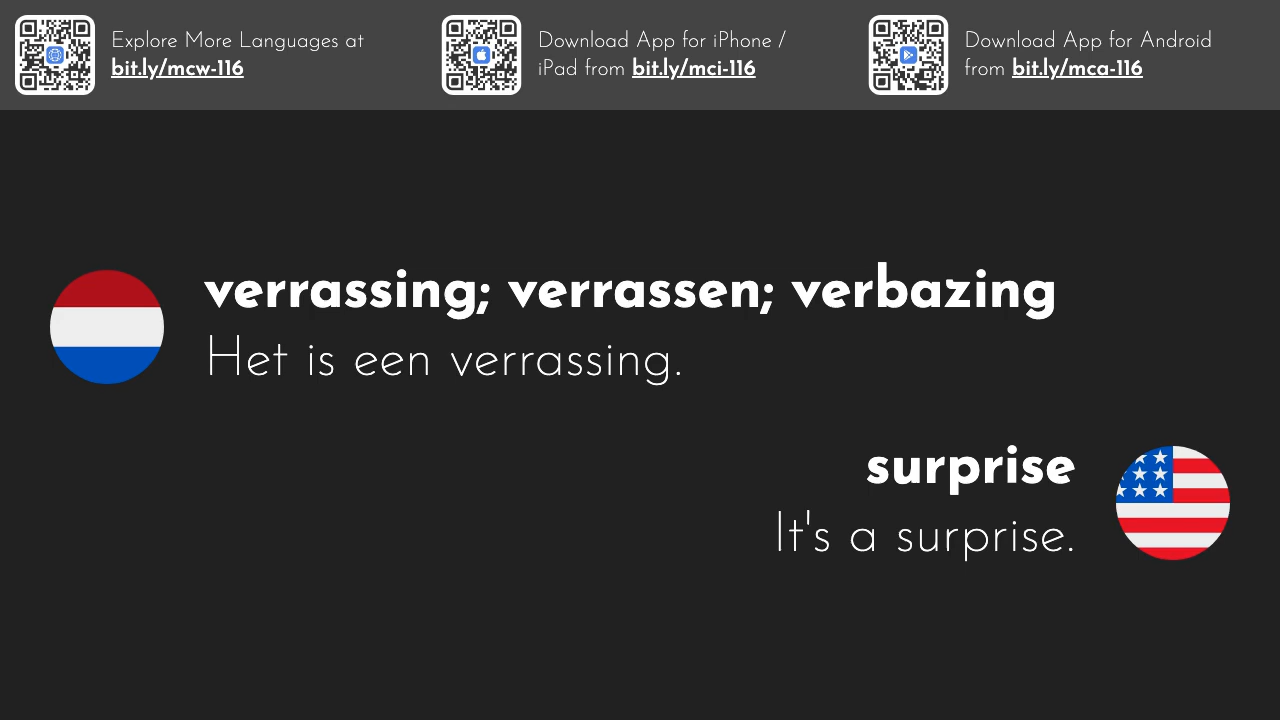 Explore More Languages at
bit.ly/mcw-116
Download App for iPhone /
iPad from bit.ly/mci-116
Download App for Android
from bit.ly/mca-116
verrassing; verrassen; verbazing
Het is een verrassing.
surprise
It's a surprise.